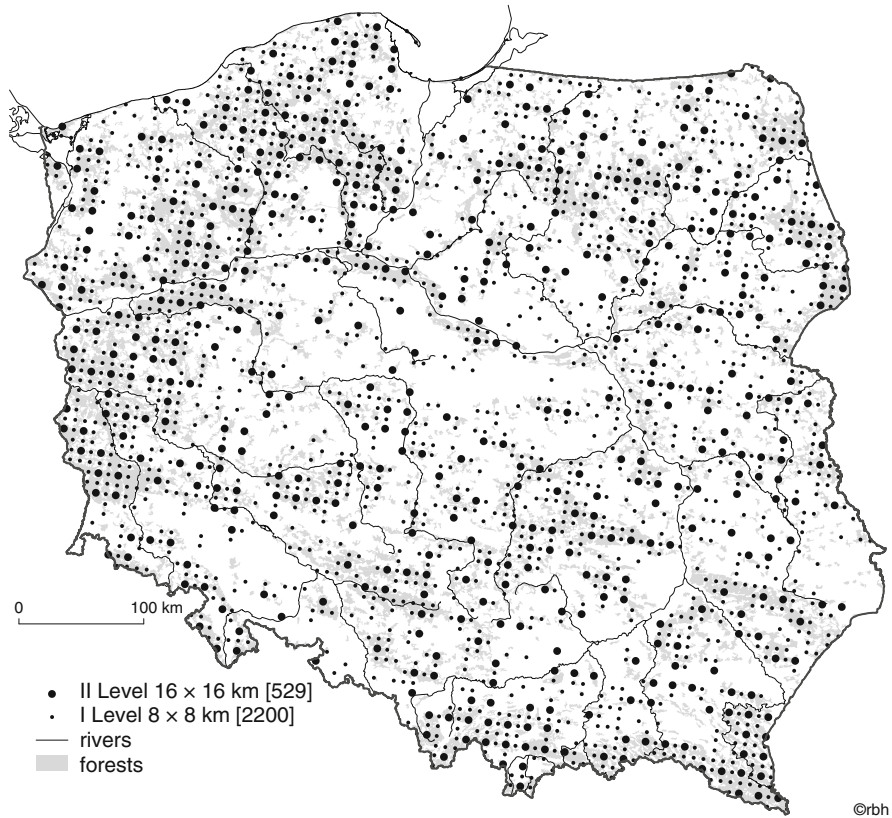 0 100 km
II Level 16 × 16 km [529]
I Level 8 × 8 km [2200]
rivers
forests
©rbh